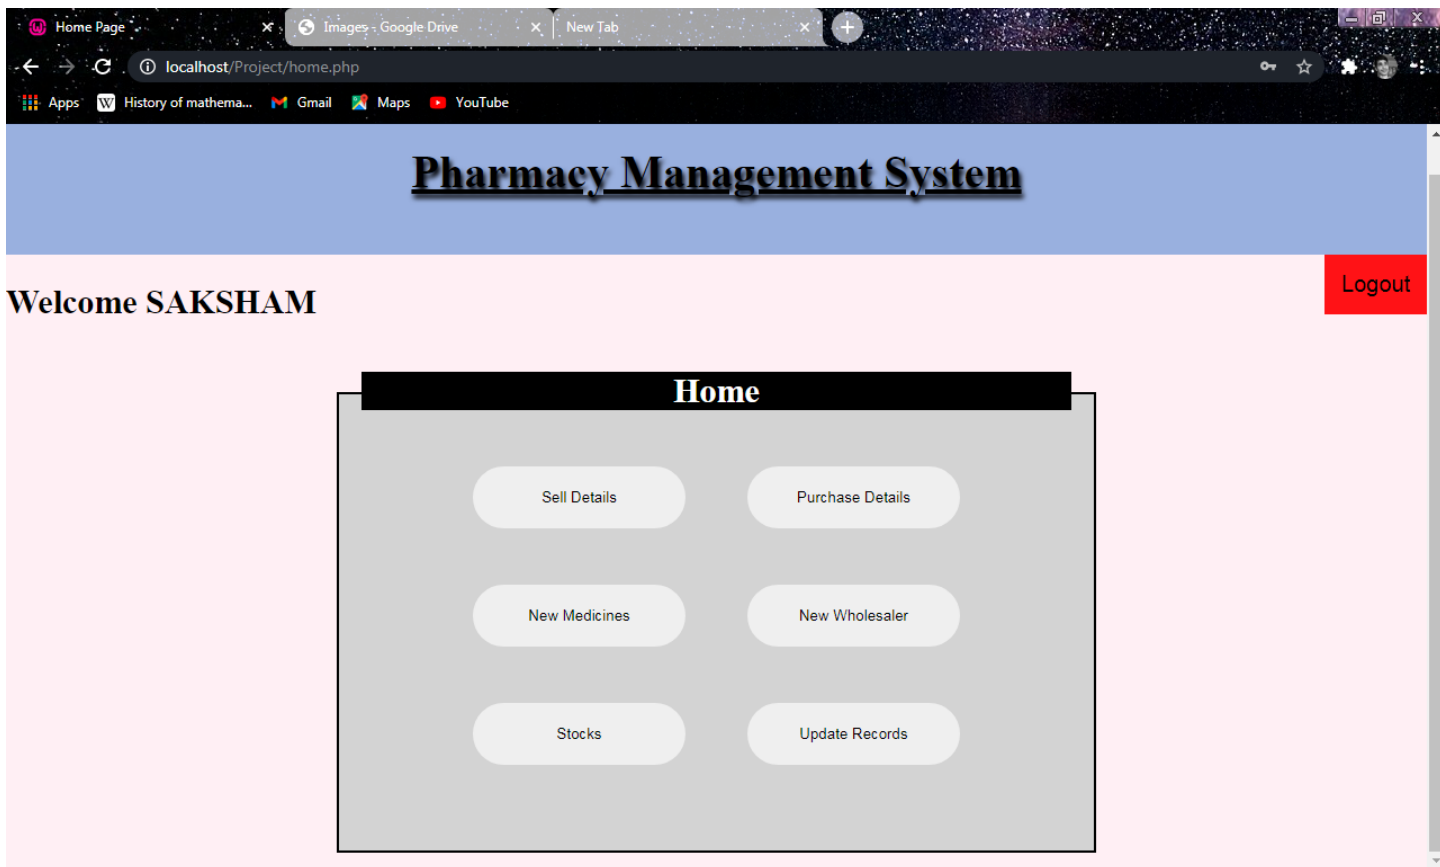 Home Page
Images - Google Drive
New Tab
localhost/Project/home.php
Apps
History of mathema...
Gmail
Maps
YouTube
Pharmacy Management System
Logout
Welcome SAKSHAM
Home
Sell Details
Purchase Details
New Medicines
New Wholesaler
Stocks
Update Records